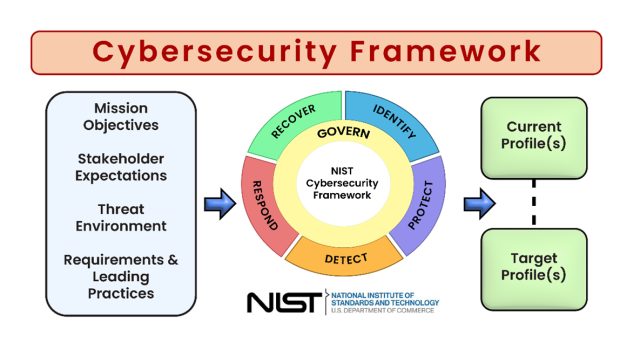 Cybersecurity Framework
Mission
Objectives
Stakeholder
Expectations
Threat
Environment
Requirements &
Leading
Practices
RECOVER
IDENTIFY
GOVERN
NIST
Cybersecurity
Framework
RESPOND
PROTECT
DETECT
NIST
NATIONAL INSTITUTE OF
STANDARDS AND TECHNOLOGY
U.S. DEPARTMENT OF COMMERCE
Current
Profile(s)
Target
Profile(s)